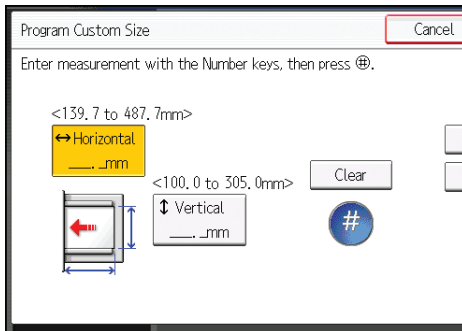 Program Custom Size
Cancel
Enter measurement with the Number keys, then press ⊕.
<139.7 to 487.7mm>
↔Horizontal
___._mm
<100.0 to 305.0mm>
↕ Vertical
___._mm
Clear
#